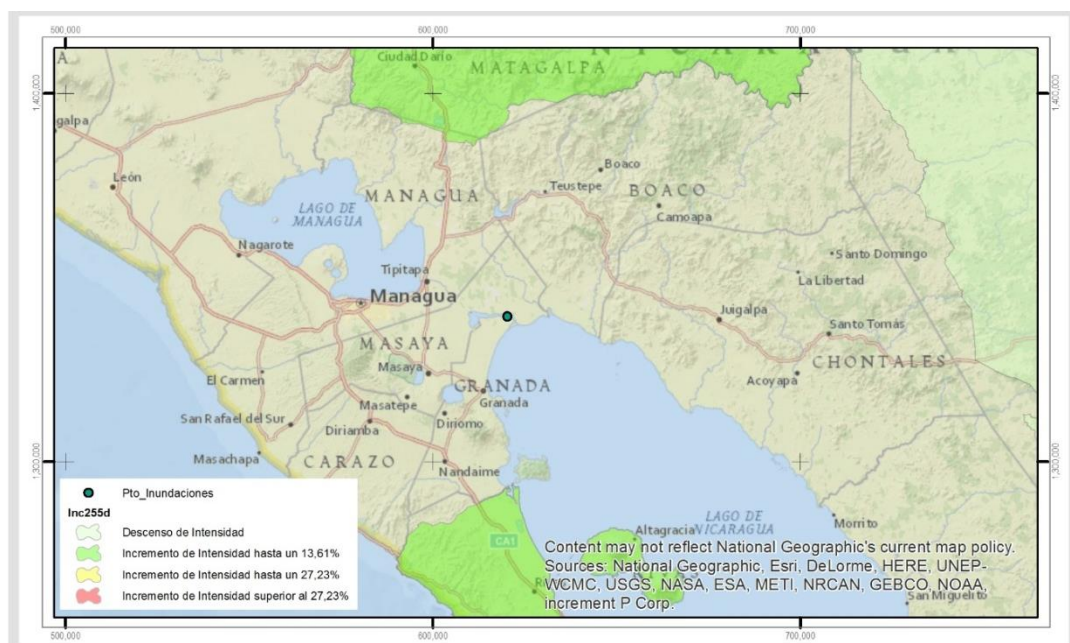 500,000 600,000 700,000
1,400,000
1,400,000
Ciudad Darío
MATAGALPA
León
MANAGUA
Boaco
Teustepe
BOACO
LAGO DE
MANAGUA
Camoapa
Nagarote
Santo Domingo
Tipitapa
La Libertad
Managua
Juigalpa
Santo Tomás
MASAYA
CHONTALES
Masaya
El Carmen
GRANADA
Acoyapa
Masatepe
Granada
San Rafael del Sur
Diriomo
Diriamba
Masachapa
CARAZO
Nandaime
1,300,000
1,300,000
Pto_Inundaciones
Inc255d
Descenso de Intensidad
Incremento de Intensidad hasta un 13,61%
Incremento de Intensidad hasta un 27,23%
Incremento de Intensidad superior al 27,23%
CA1
Altagracia
LAGO DE
NICARAGUA
Morrito
San Miguelito
Content may not reflect National Geographic's current map policy.
Sources: National Geographic, Esri, DeLorme, HERE, UNEP-
WCMC, USGS, NASA, ESA, METI, NRCAN, GEBCO, NOAA,
increment P Corp.
500,000 600,000 700,000